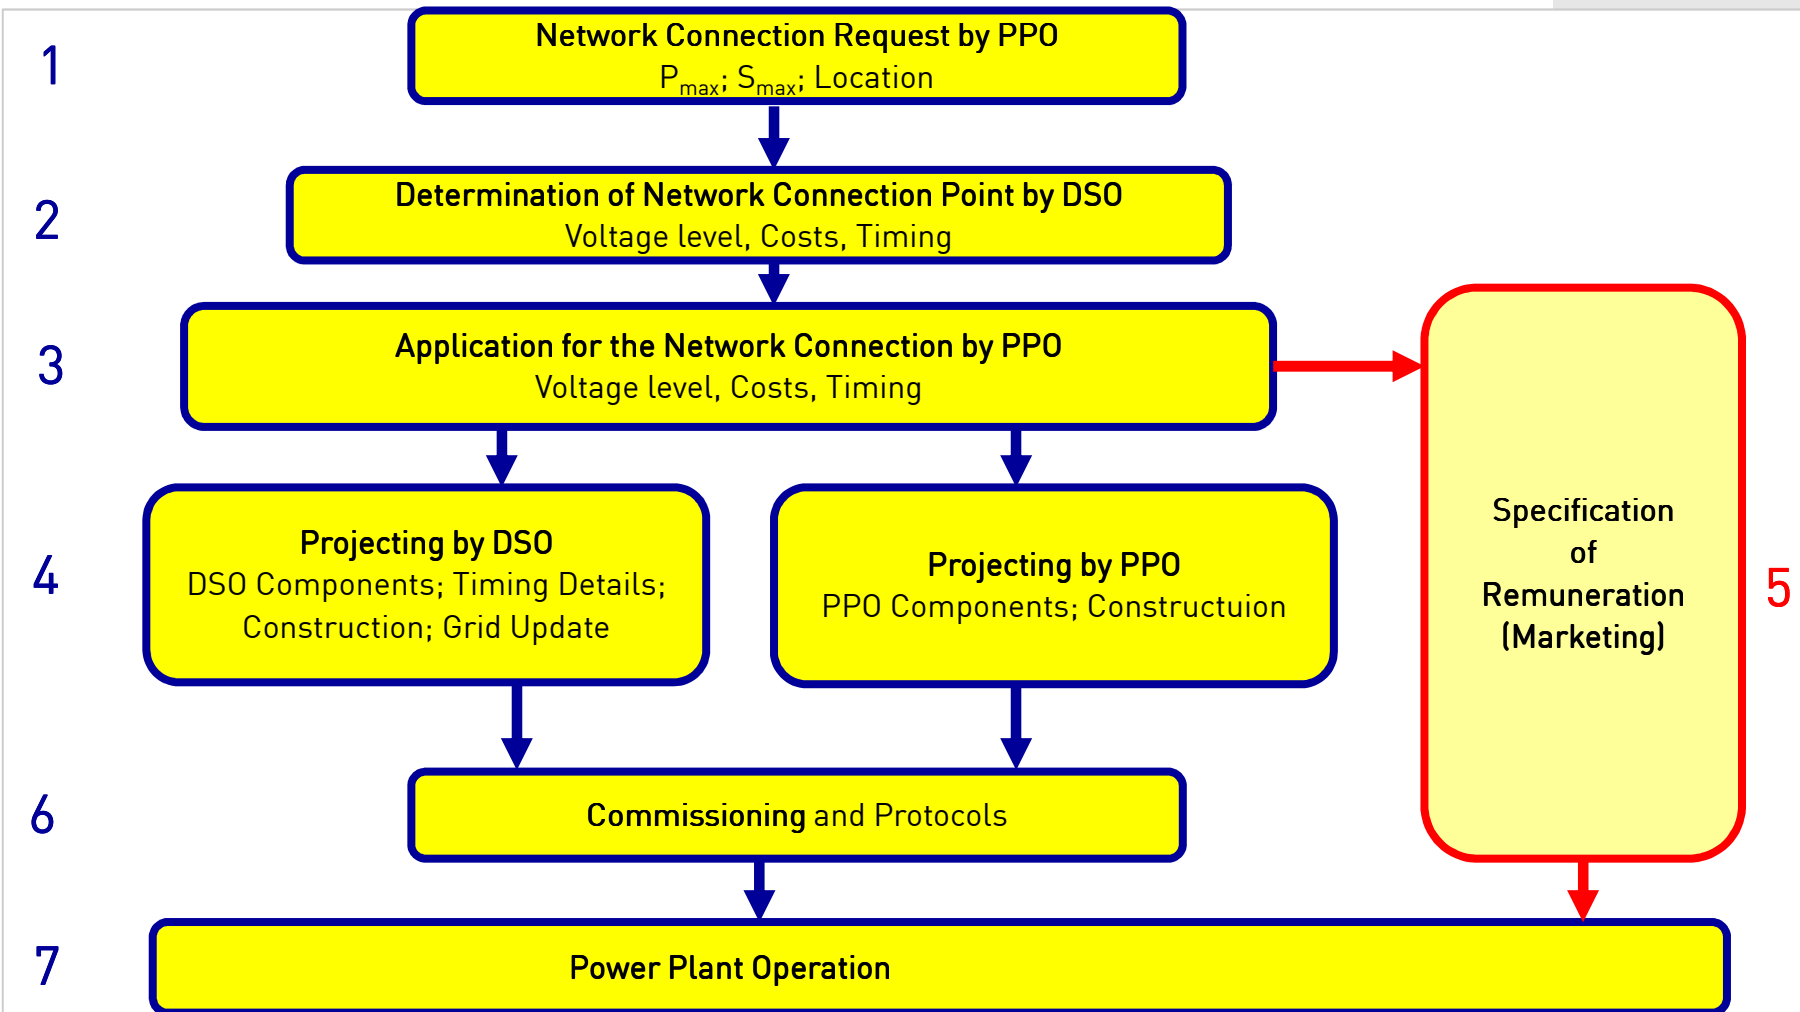 1
Network Connection Request by PPO
Pmax; Smax; Location
2
Determination of Network Connection Point by DSO
Voltage level, Costs, Timing
3
Application for the Network Connection by PPO
Voltage level, Costs, Timing
4
Projecting by DSO
DSO Components; Timing Details;
Construction; Grid Update
Projecting by PPO
PPO Components; Constructuion
Specification
of
Remuneration
(Marketing)
5
6
Commissioning and Protocols
7
Power Plant Operation